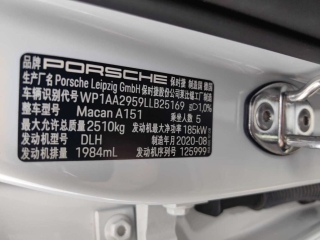 品牌 PORSCHE 保时捷 制造国 德国
生产厂名 Porsche Leipzig GmbH 保时捷股份公司莱比锡工厂制造
车辆识别代号 WP1AA2959LLB25169
整车型号 Macan A151 乘坐人数 5
最大允许总质量 2510kg 发动机最大净功率 185kW
发动机型号 DLH 制造年月 2020-08
发动机排量 1984mL 125999